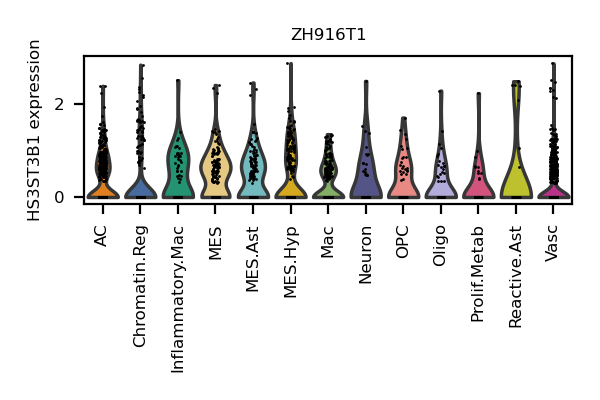 ZH916T1
HS3ST3B1 expression
2
0
AC
Chromatin.Reg
Inflammatory.Mac
MES
MES.Ast
MES.Hyp
Mac
Neuron
OPC
Oligo
Prolif.Metab
Reactive.Ast
Vasc